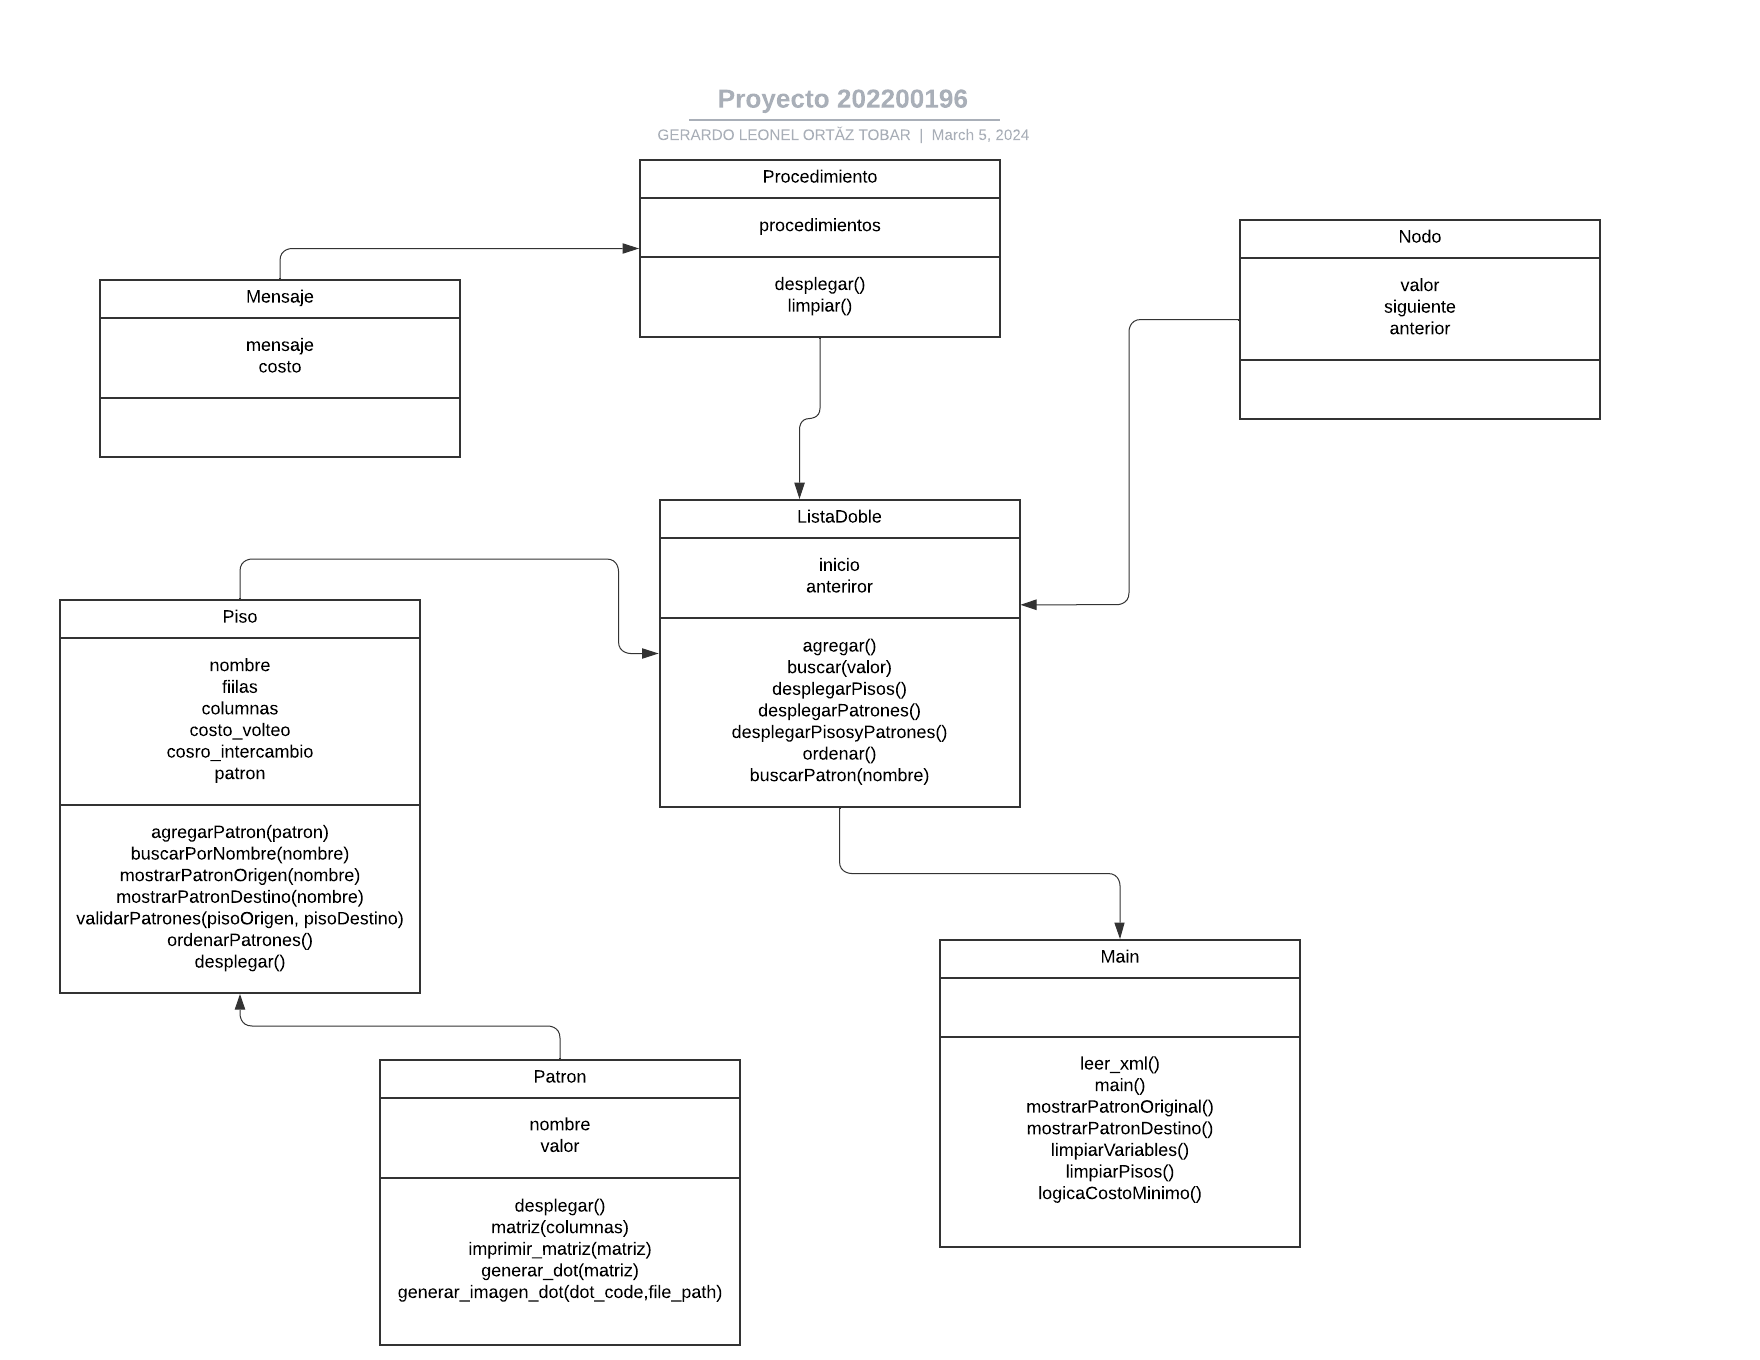 Proyecto 202200196
GERARDO LEONEL ORTÃZ TOBAR | March 5, 2024
Procedimiento
procedimientos
desplegar()
limpiar()
Nodo
valor
siguiente
anterior
Mensaje
mensaje
costo
ListaDoble
inicio
anteriror
agregar()
buscar(valor)
desplegarPisos()
desplegarPatrones()
desplegarPisosyPatrones()
ordenar()
buscarPatron(nombre)
Piso
nombre
fiilas
columnas
costo_volteo
cosro_intercambio
patron
agregarPatron(patron)
buscarPorNombre(nombre)
mostrarPatronOrigen(nombre)
mostrarPatronDestino(nombre)
validarPatrones(pisoOrigen, pisoDestino)
ordenarPatrones()
desplegar()
Main
leer_xml()
main()
mostrarPatronOriginal()
mostrarPatronDestino()
limpiarVariables()
limpiarPisos()
logicaCostoMinimo()
Patron
nombre
valor
desplegar()
matriz(columnas)
imprimir_matriz(matriz)
generar_dot(matriz)
generar_imagen_dot(dot_code,file_path)